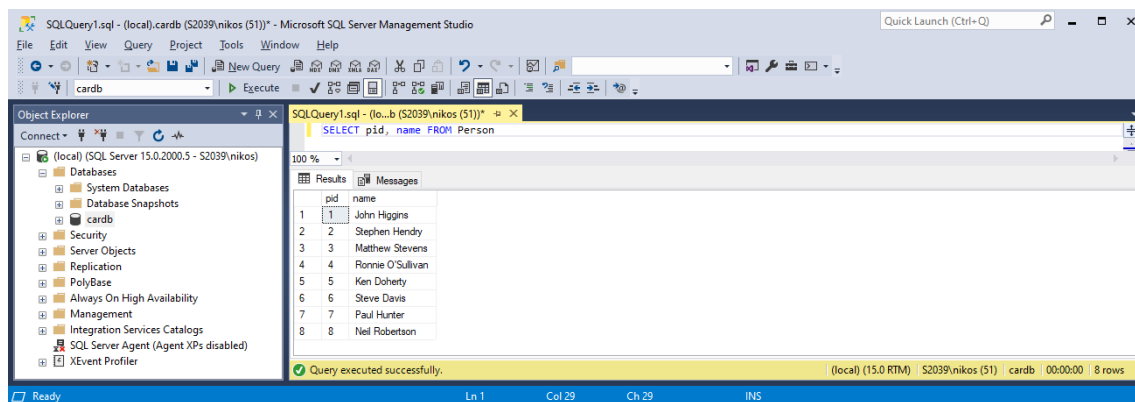 SQLQuery1.sql - (local).cardb (S2039\nikos (51))* - Microsoft SQL Server Management Studio
Quick Launch (Ctrl+Q)
File Edit View Query Project Tools Window Help
New Query MDX DMX XMLA DAX
cardb Execute
Object Explorer
Connect
(local) (SQL Server 15.0.2000.5 - S2039\nikos)
Databases
System Databases
Database Snapshots
cardb
Security
Server Objects
Replication
PolyBase
Always On High Availability
Management
Integration Services Catalogs
SQL Server Agent (Agent XPs disabled)
XEvent Profiler
SQLQuery1.sql - (lo...b (S2039\nikos (51))*
SELECT pid, name FROM Person
100 %
Results Messages
pid name
1 1 John Higgins
2 2 Stephen Hendry
3 3 Matthew Stevens
4 4 Ronnie O'Sullivan
5 5 Ken Doherty
6 6 Steve Davis
7 7 Paul Hunter
8 8 Neil Robertson
Query executed successfully. (local) (15.0 RTM) S2039\nikos (51) cardb 00:00:00 8 rows
Ready Ln 1 Col 29 Ch 29 INS